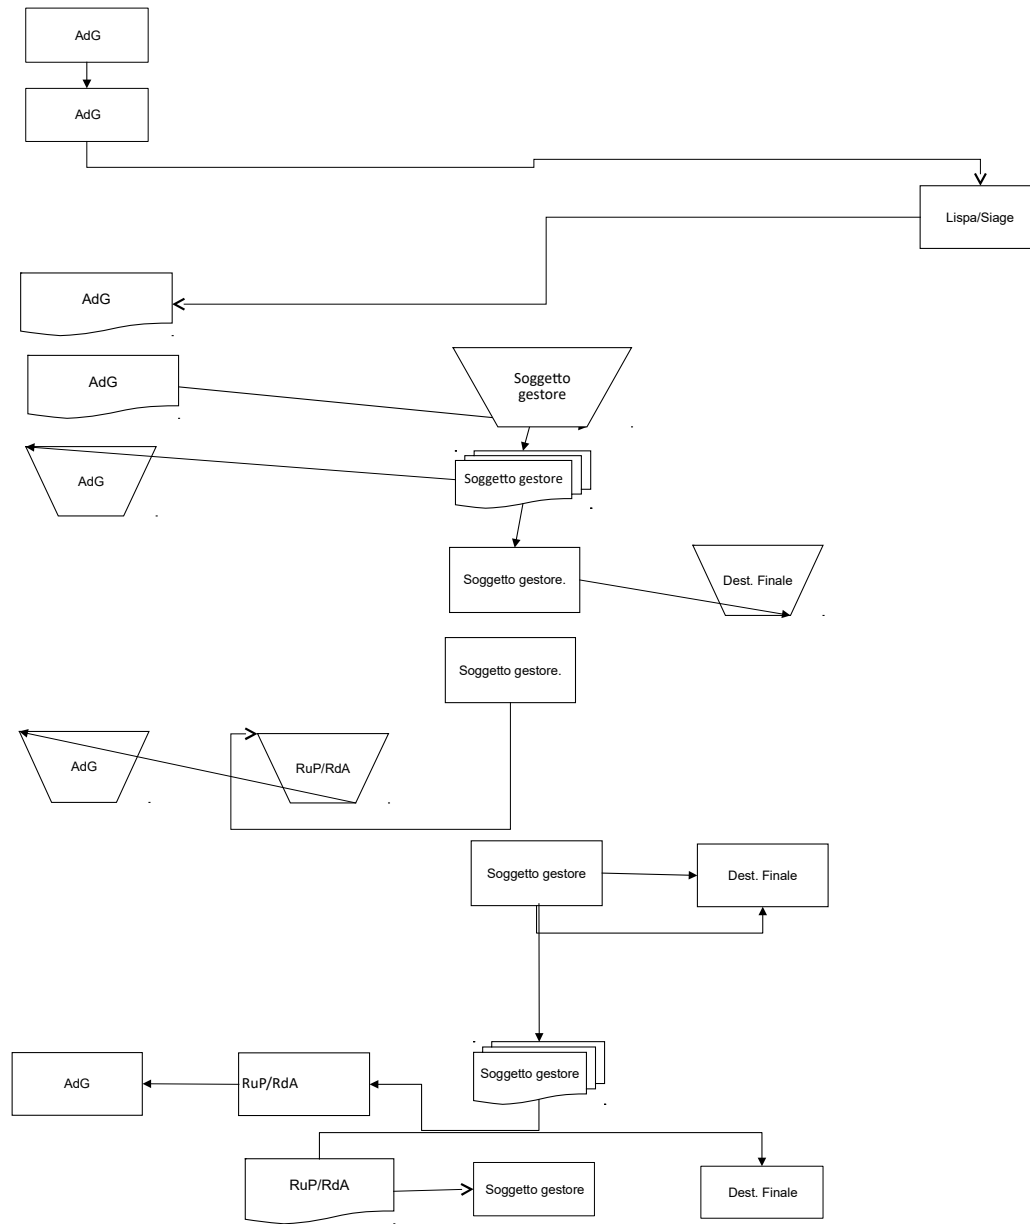 AdG
AdG
Lispa/Siage
AdG
AdG
Soggetto
gestore
AdG
Soggetto gestore
Soggetto gestore.
Dest. Finale
Soggetto gestore.
AdG
RuP/RdA
Soggetto gestore
Dest. Finale
AdG
RuP/RdA
Soggetto gestore
RuP/RdA
Soggetto gestore
Dest. Finale